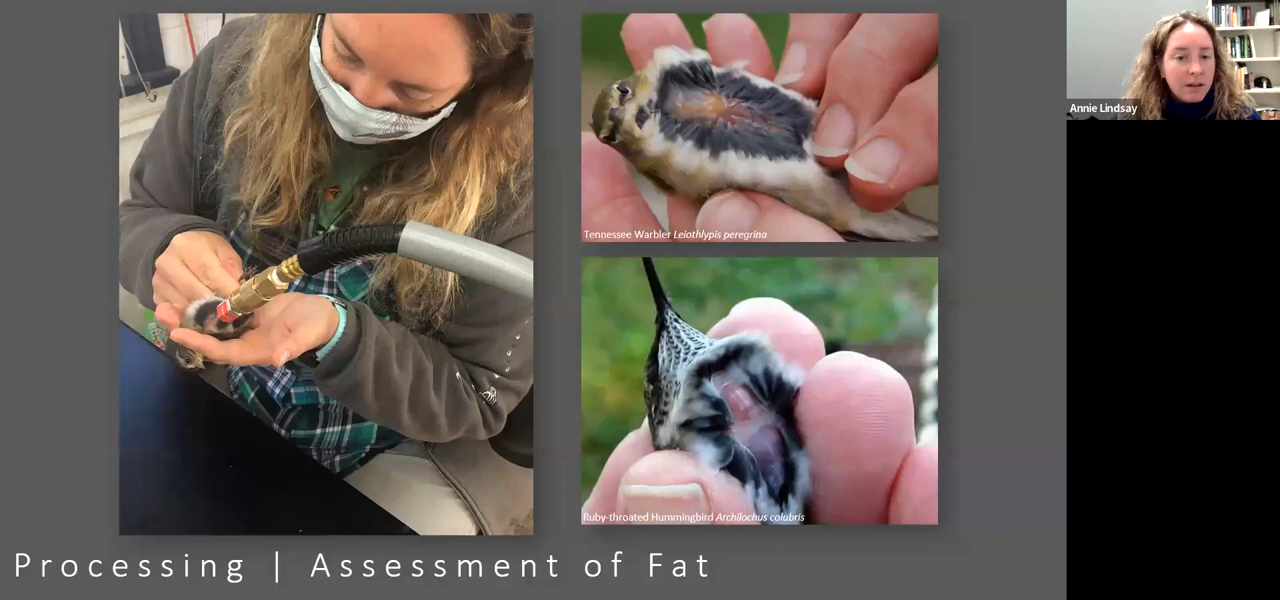 Annie Lindsay
Tennessee Warbler Leiothlypis peregrina
Ruby-throated Hummingbird Archilochus colubris
Processing | Assessment of Fat